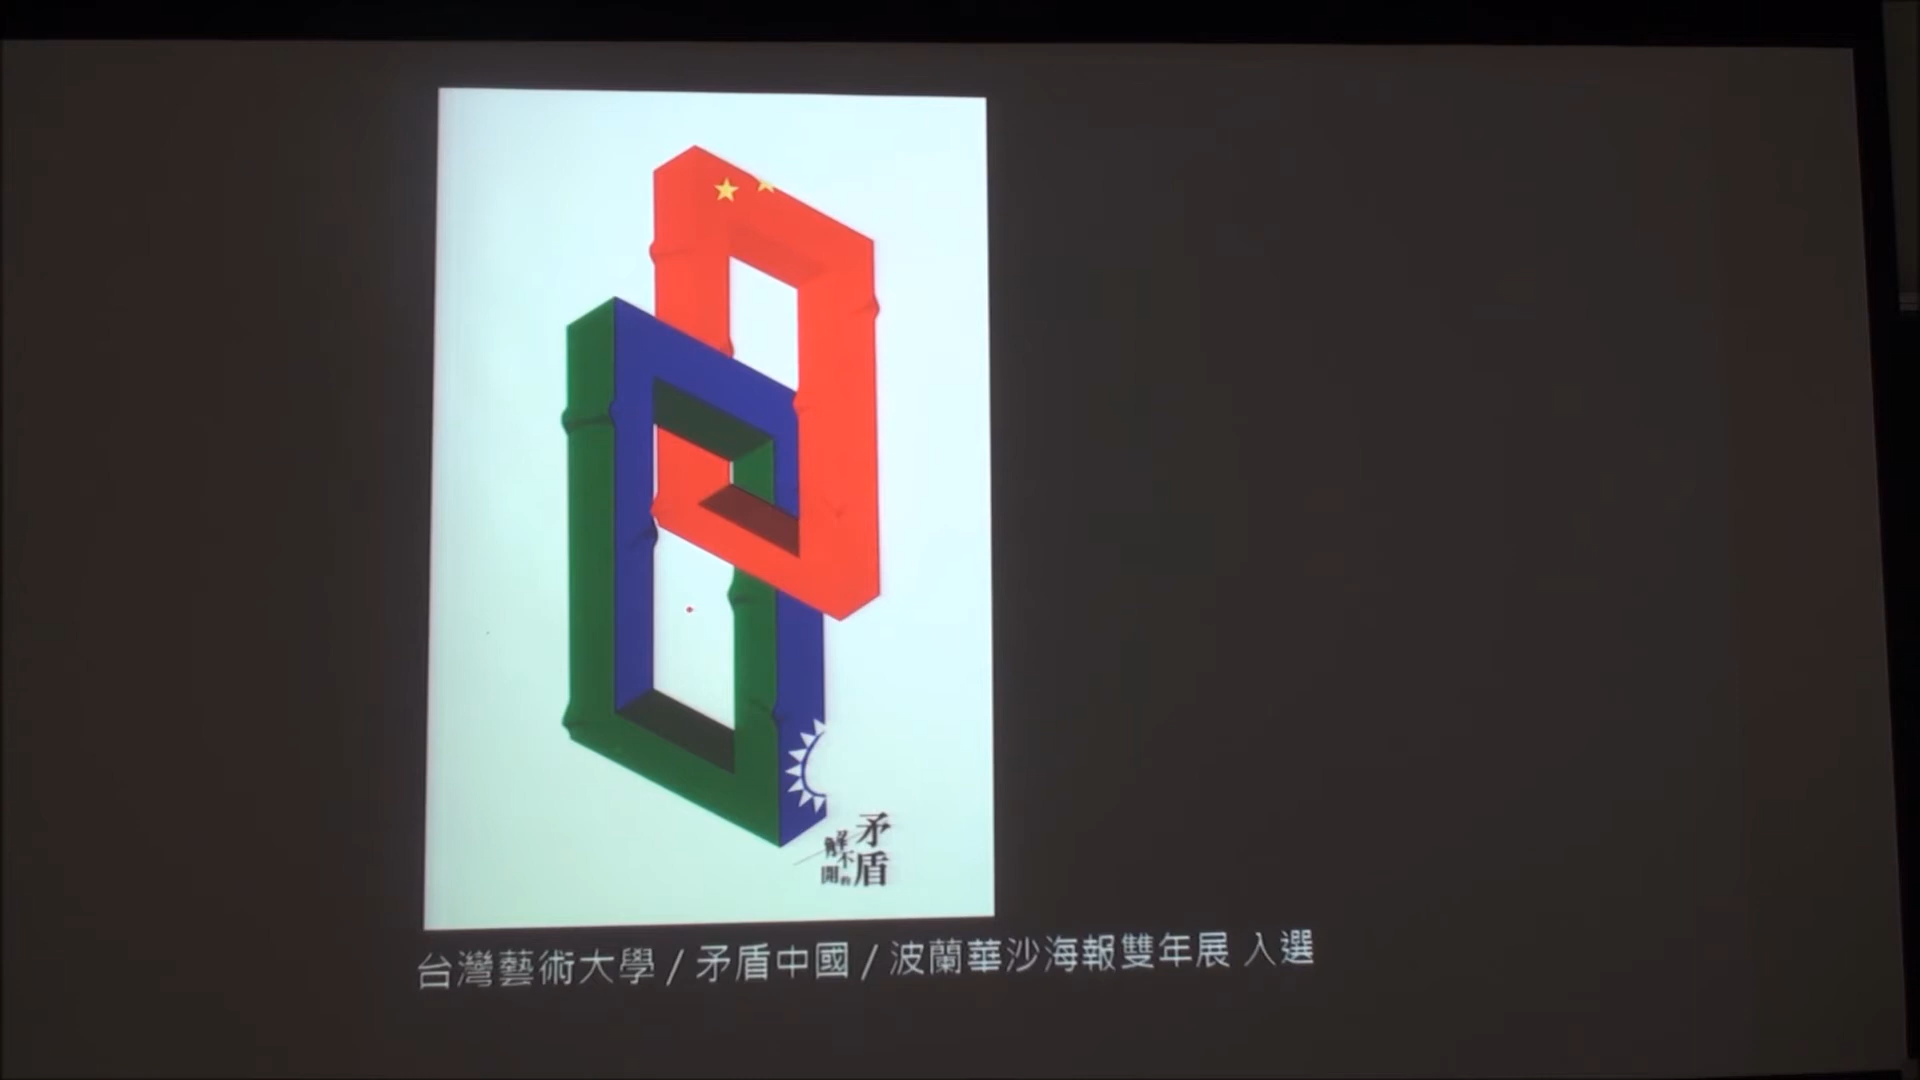 矛盾
解不開的
台灣藝術大學 / 矛盾中國 / 波蘭華沙海報雙年展 入選